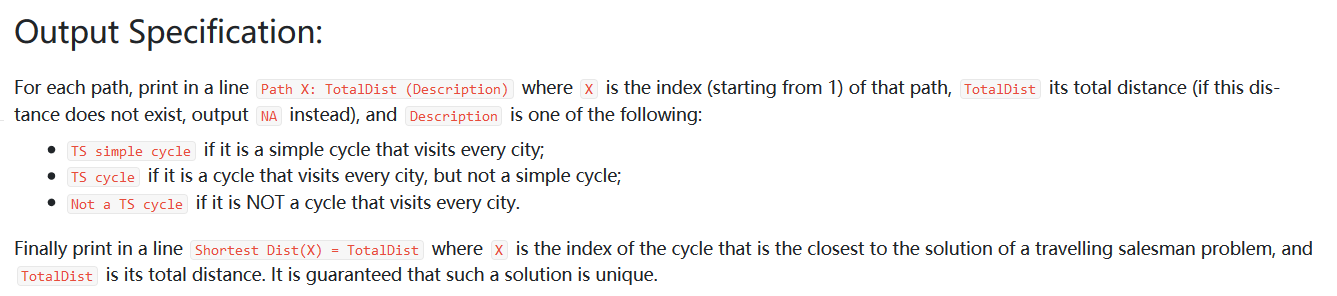 Output Specification:
For each path, print in a line Path X: TotalDist (Description) where X is the index (starting from 1) of that path, TotalDist its total distance (if this dis-
tance does not exist, output NA instead), and Description is one of the following:
• TS simple cycle if it is a simple cycle that visits every city;
• TS cycle if it is a cycle that visits every city, but not a simple cycle;
• Not a TS cycle if it is NOT a cycle that visits every city.
Finally print in a line Shortest Dist(X) = TotalDist where X is the index of the cycle that is the closest to the solution of a travelling salesman problem, and
TotalDist is its total distance. It is guaranteed that such a solution is unique.